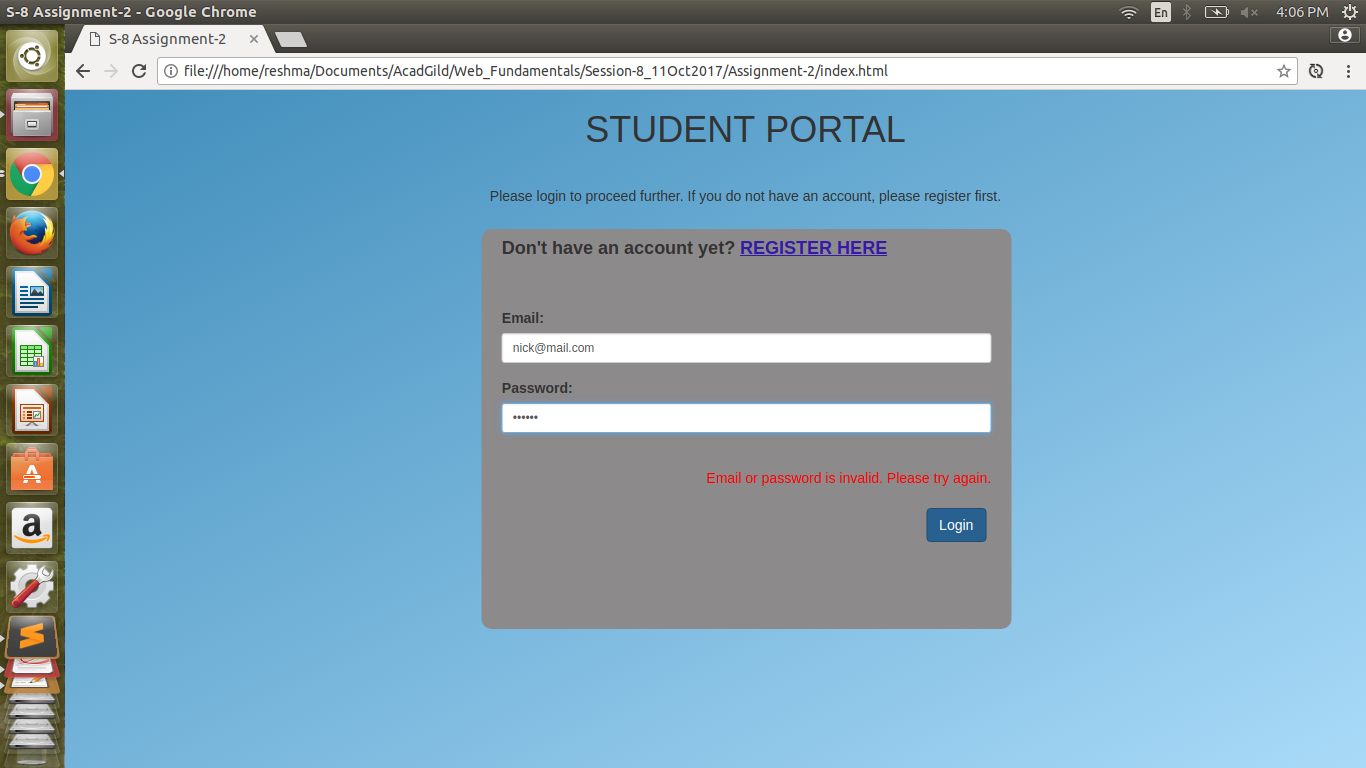 S-8 Assignment-2 - Google Chrome
En
4:06 PM
S-8 Assignment-2
file:///home/reshma/Documents/AcadGild/Web_Fundamentals/Session-8_11Oct2017/Assignment-2/index.html
STUDENT PORTAL
Please login to proceed further. If you do not have an account, please register first.
Don't have an account yet? REGISTER HERE
Email:
nick@mail.com
Password:
••••••
Email or password is invalid. Please try again.
Login